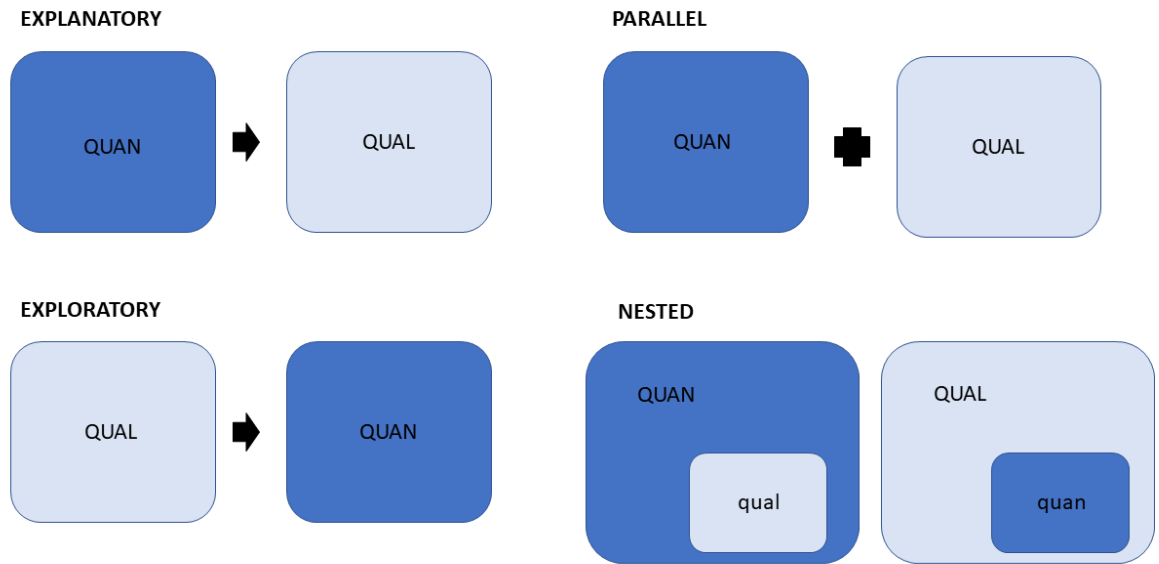 EXPLANATORY
QUAN
QUAL
PARALLEL
QUAN
QUAL
EXPLORATORY
QUAL
QUAN
NESTED
QUAN
qual
QUAL
quan